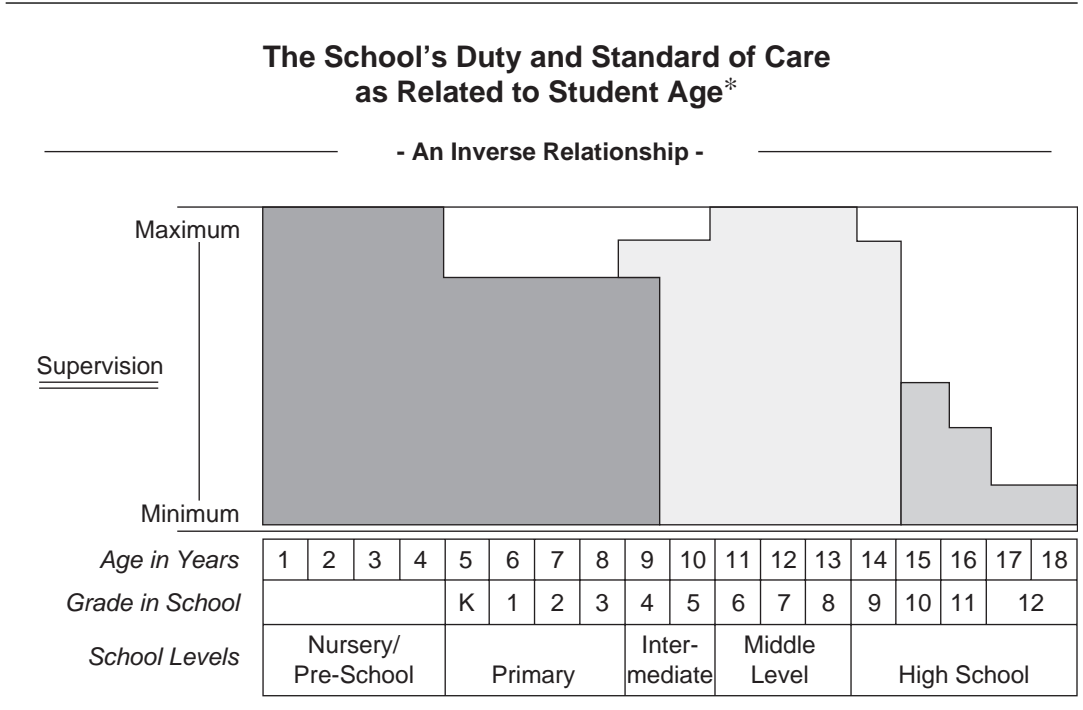 The School's Duty and Standard of Care
as Related to Student Age*
- An Inverse Relationship -
Maximum
Supervision
Minimum
Age in Years 1 2 3 4 5 6 7 8 9 10 11 12 13 14 15 16 17 18
Grade in School K 1 2 3 4 5 6 7 8 9 10 11 12
School Levels
Nursery/
Pre-School
Primary
Inter-
mediate
Middle
Level
High School